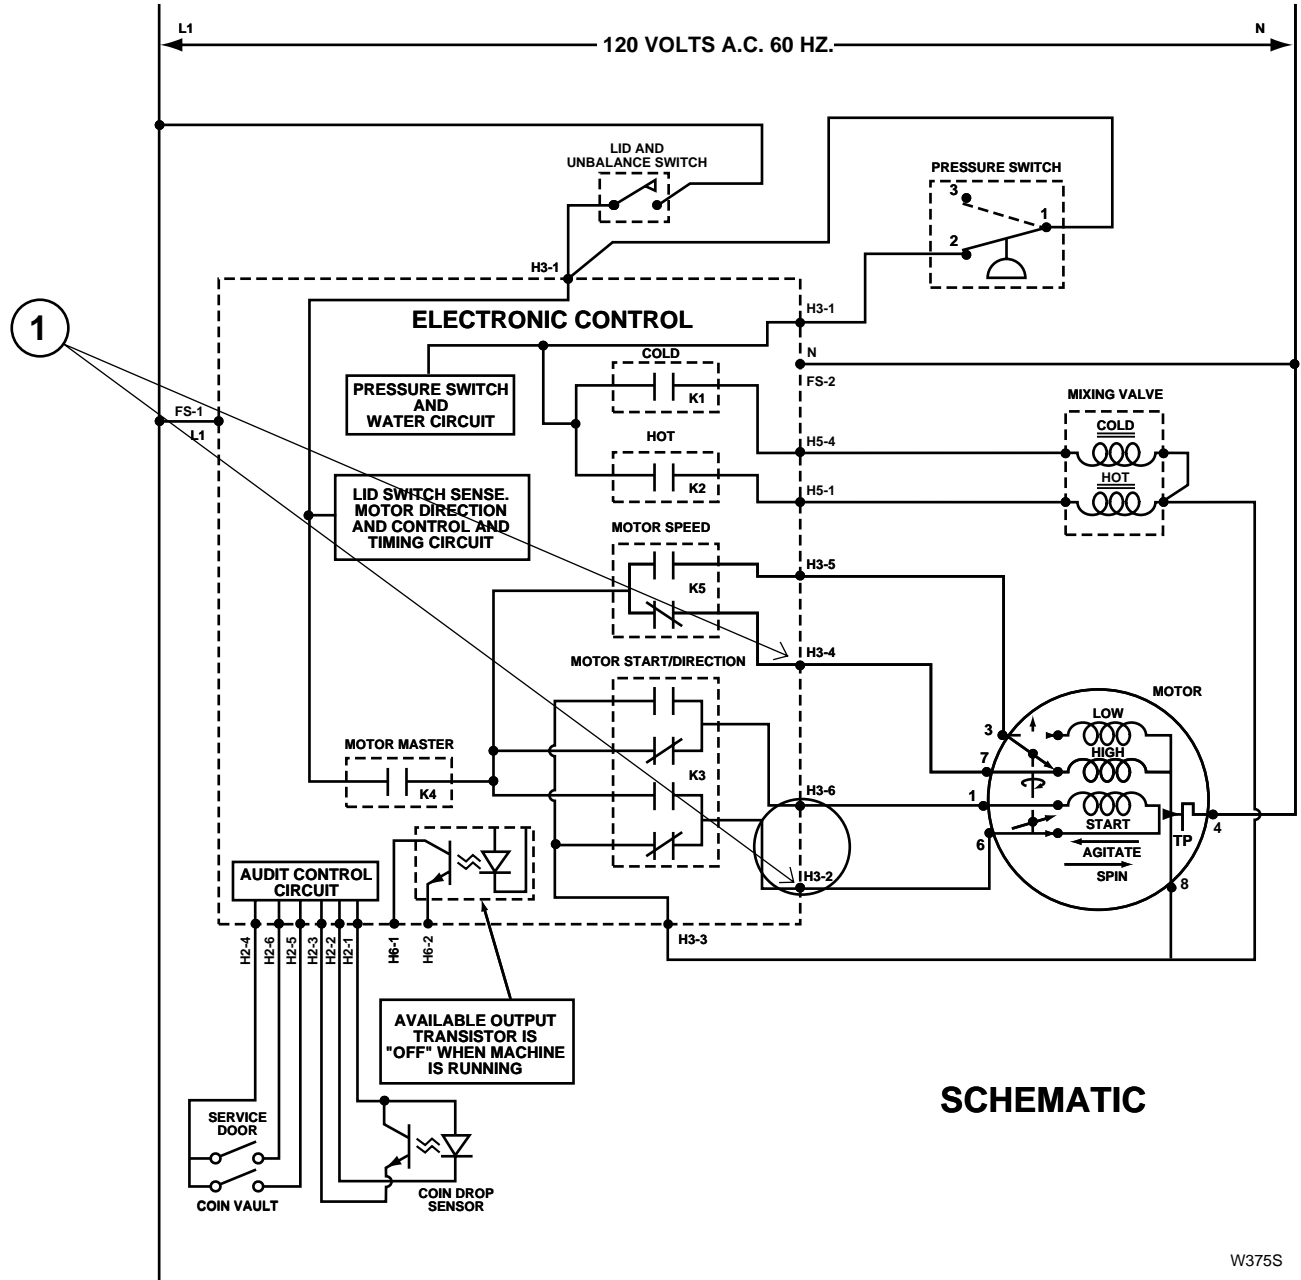 L1
N
120 VOLTS A.C. 60 HZ.
LID AND
UNBALANCE SWITCH
PRESSURE SWITCH
3
1
2
H3-1
1
ELECTRONIC CONTROL
H3-1
COLD
N
FS-2
PRESSURE SWITCH
AND
WATER CIRCUIT
K1
MIXING VALVE
FS-1
L1
COLD
HOT
H5-4
K2
HOT
H5-1
LID SWITCH SENSE.
MOTOR DIRECTION
AND CONTROL AND
TIMING CIRCUIT
MOTOR SPEED
H3-5
K5
H3-4
MOTOR START/DIRECTION
MOTOR
LOW
3
HIGH
7
MOTOR MASTER
K4
K3
H3-6
1
START
6
TP
4
AGITATE
SPIN
8
H3-2
AUDIT CONTROL
CIRCUIT
H2-4
H2-6
H2-5
H2-3
H2-2
H2-1
H6-1
H6-2
H3-3
AVAILABLE OUTPUT
TRANSISTOR IS
"OFF" WHEN MACHINE
IS RUNNING
SCHEMATIC
SERVICE
DOOR
COIN VAULT
COIN DROP
SENSOR
W375S